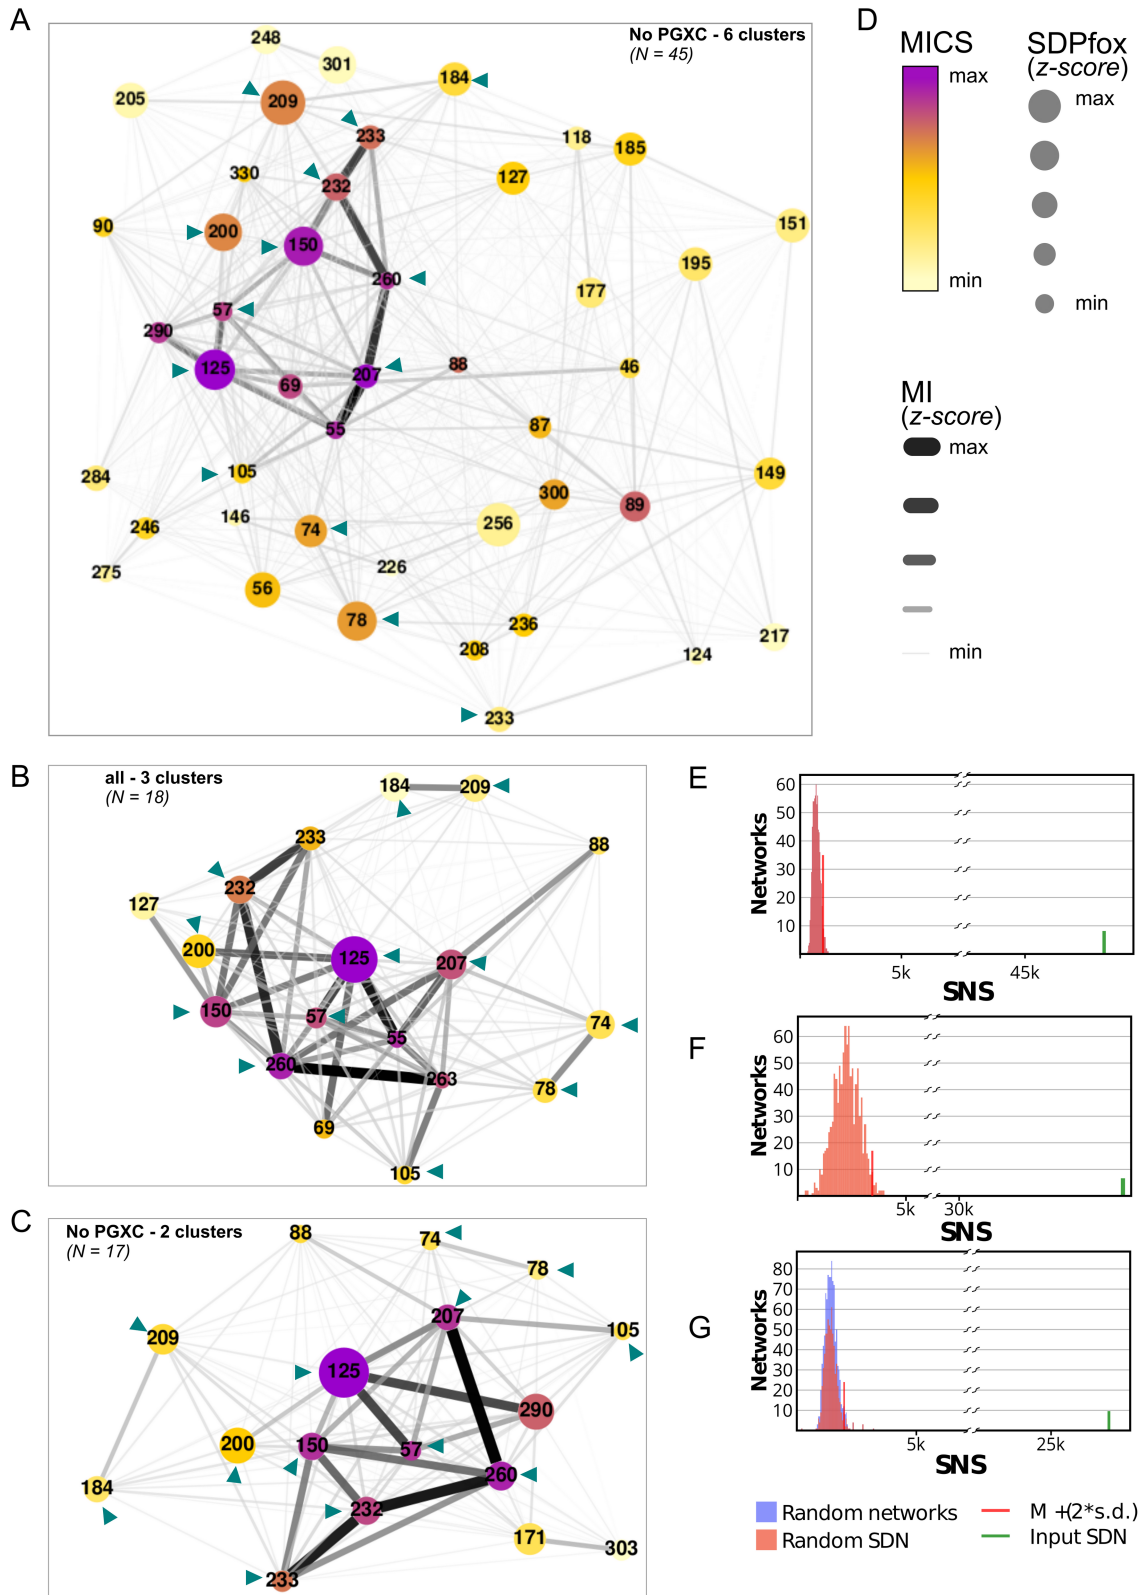 A
No PGXC - 6 clusters
(N = 45)
248
301
184
205
209
233
118
185
330
232
127
90
200
150
151
195
260
177
57
290
125
69
207
88
46
55
87
284
105
149
300
89
246
146
74
256
275
226
56
78
236
208
217
124
233
D
MICS
max
min
SDPfox
(z-score)
max
min
MI
(z-score)
max
min
B
all - 3 clusters
(N = 18)
184
209
233
88
232
127
200
125
207
150
57
74
55
260
263
78
69
105
C
No PGXC - 2 clusters
(N = 17)
88
74
78
207
105
209
125
290
200
150
57
260
184
232
171
303
233
E
Networks
60
50
40
30
20
10
5k
45k
SNS
F
Networks
60
50
40
30
20
10
5k
30k
SNS
G
Networks
80
70
60
50
40
30
20
10
5k
25k
SNS
Random networks
Random SDN
M +(2*s.d.)
Input SDN